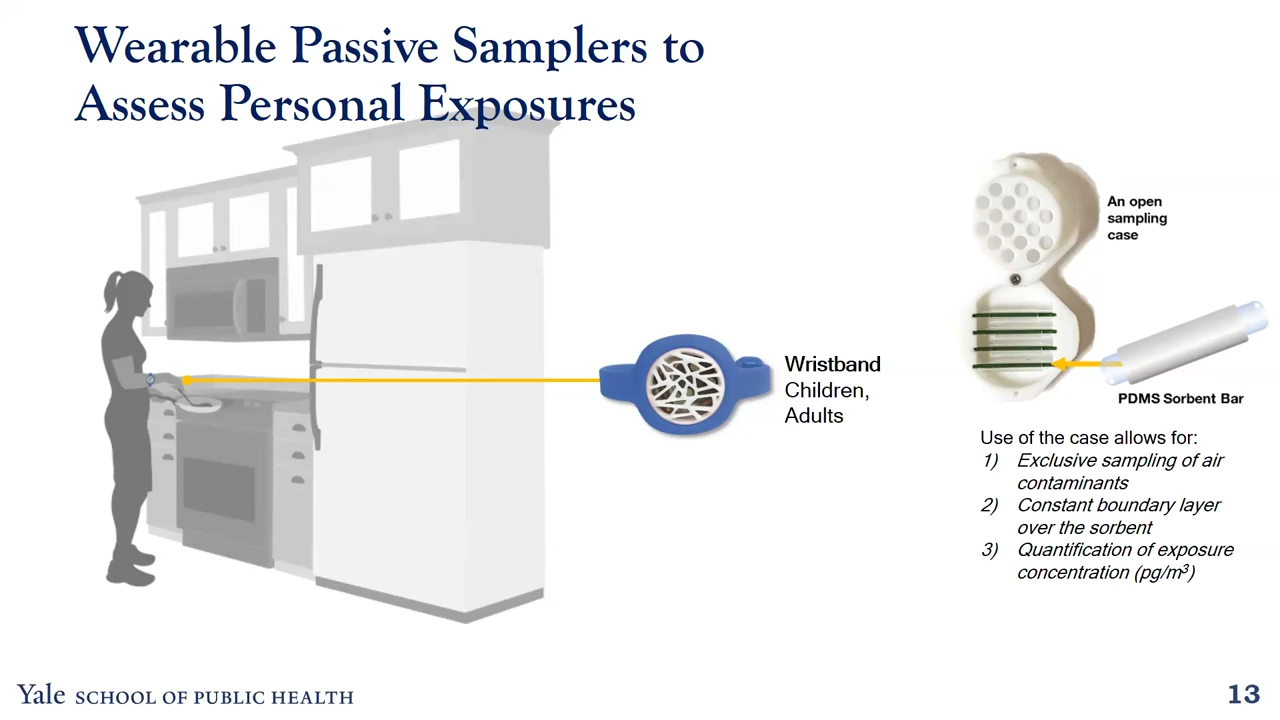 Wearable Passive Samplers to
Assess Personal Exposures
An open
sampling
case
Wristband
Children,
Adults
PDMS Sorbent Bar
Use of the case allows for:
1) Exclusive sampling of air
contaminants
2) Constant boundary layer
over the sorbent
3) Quantification of exposure
concentration (pg/m³)
Yale SCHOOL OF PUBLIC HEALTH
13